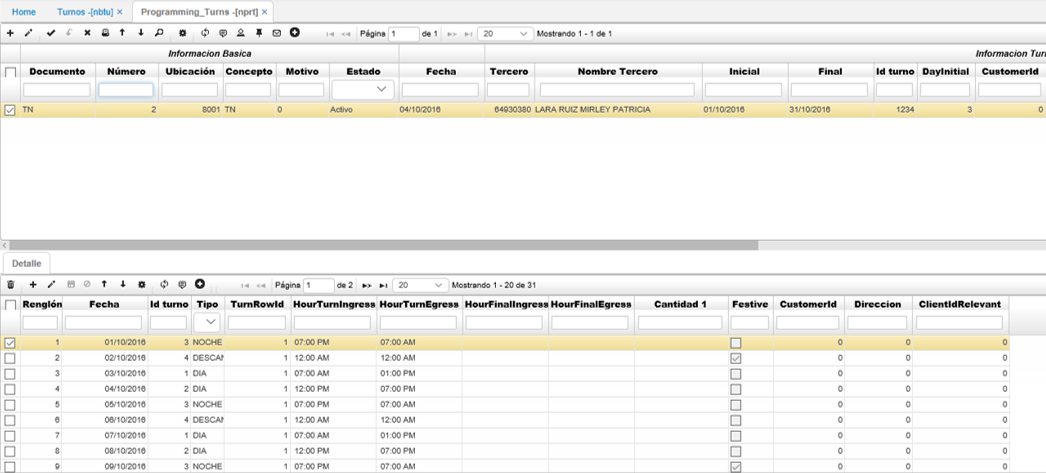 Home Turnos -[nbtu] × Programming_Turns -[nprt] ×
Página 1 de 1 20 Mostrando 1 - 1 de 1
Informacion Basica Informacion Turn
Documento Número Ubicación Concepto Motivo Estado Fecha Tercero Nombre Tercero Inicial Final Id turno DayInitial CustomerId
TN 2 8001 TN 0 Activo 04/10/2016 64930380 LARA RUIZ MIRLEY PATRICIA 01/10/2016 31/10/2016 1234 3 0
Detalle
Página 1 de 2 20 Mostrando 1 - 20 de 31
Renglón Fecha Id turno Tipo TurnRowId HourTurnIngress HourTurnEgress HourFinalIngress HourFinalEgress Cantidad 1 Festive CustomerId Direccion ClientIdRelevant
1 01/10/2016 3 NOCHE 1 07:00 PM 07:00 AM 0 0 0
2 02/10/2016 4 DESCAN 1 12:00 AM 12:00 AM 0 0 0
3 03/10/2016 1 DIA 1 07:00 AM 01:00 PM 0 0 0
4 04/10/2016 2 DIA 1 12:00 PM 07:00 PM 0 0 0
5 05/10/2016 3 NOCHE 1 07:00 PM 07:00 AM 0 0 0
6 06/10/2016 4 DESCAN 1 12:00 AM 12:00 AM 0 0 0
7 07/10/2016 1 DIA 1 07:00 AM 01:00 PM 0 0 0
8 08/10/2016 2 DIA 1 12:00 PM 07:00 PM 0 0 0
9 09/10/2016 3 NOCHE 1 07:00 PM 07:00 AM 0 0 0